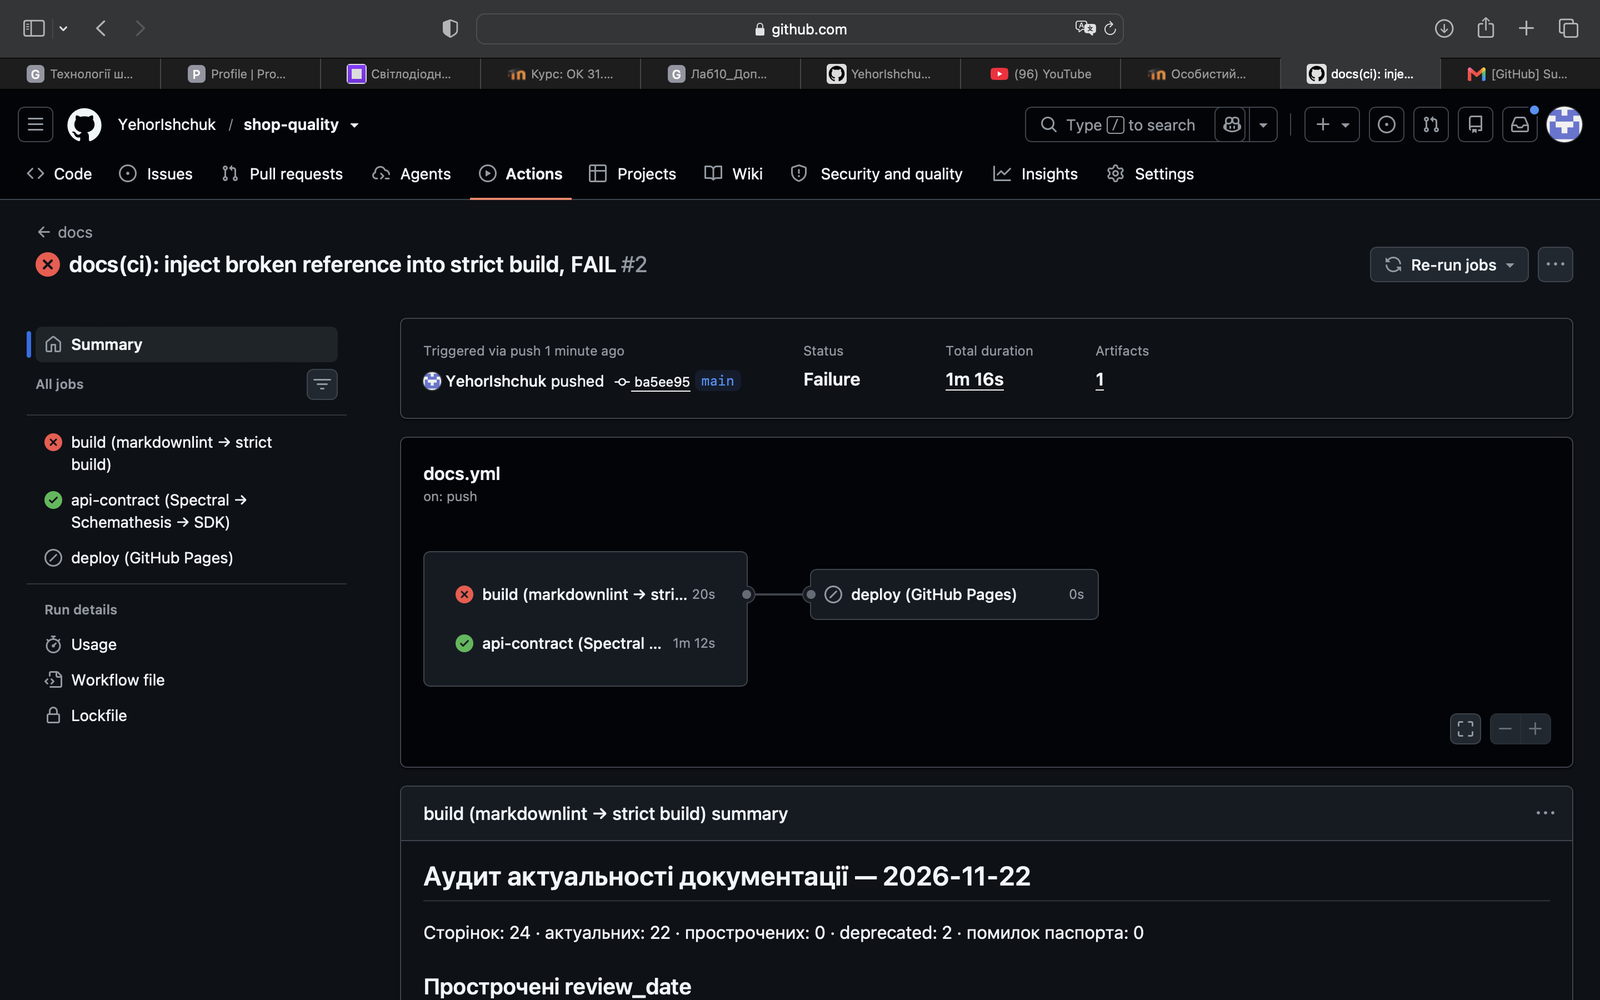 github.com
Технології ш...
Profile | Pro...
Світлодіодн...
Курс: ОК 31....
Лаб10_Доп...
YehorIshchu...
(96) YouTube
Особистий...
docs(ci): inje...
[GitHub] Su...
YehorIshchuk / shop-quality
Type / to search
Code
Issues
Pull requests
Agents
Actions
Projects
Wiki
Security and quality
Insights
Settings
← docs
docs(ci): inject broken reference into strict build, FAIL #2
Re-run jobs
Summary
All jobs
build (markdownlint → strict
build)
api-contract (Spectral →
Schemathesis → SDK)
deploy (GitHub Pages)
Run details
Usage
Workflow file
Lockfile
Triggered via push 1 minute ago
YehorIshchuk pushed ba5ee95 main
Status
Failure
Total duration
1m 16s
Artifacts
1
docs.yml
on: push
build (markdownlint → stri... 20s
api-contract (Spectral ... 1m 12s
deploy (GitHub Pages) 0s
build (markdownlint → strict build) summary
Аудит актуальності документації — 2026-11-22
Сторінок: 24 · актуальних: 22 · прострочених: 0 · deprecated: 2 · помилок паспорта: 0
Прострочені review_date